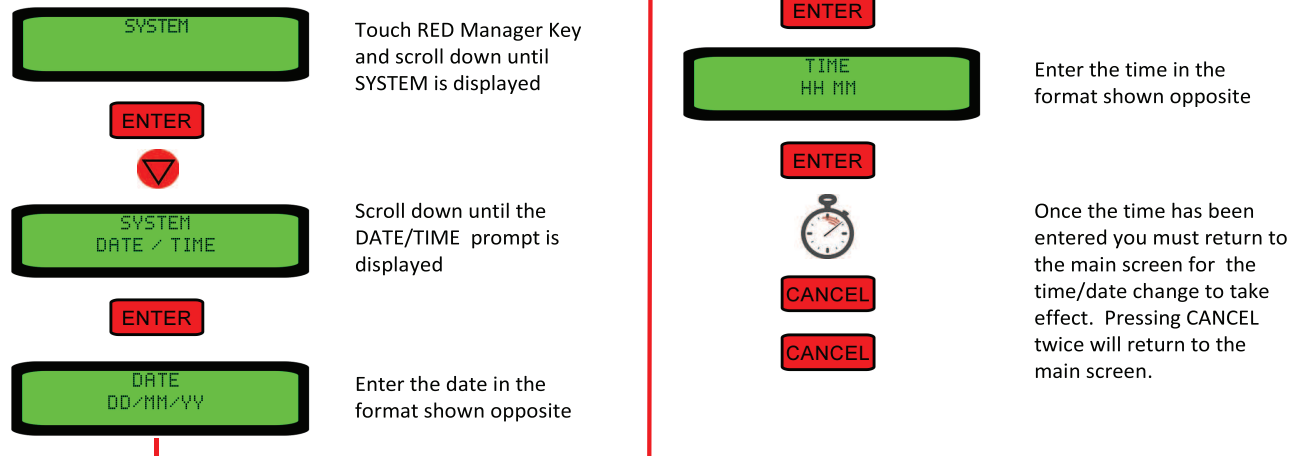 SYSTEM
Touch RED Manager Key
and scroll down until
SYSTEM is displayed
ENTER
SYSTEM
DATE / TIME
Scroll down until the
DATE/TIME prompt is
displayed
ENTER
DATE
DD/MM/YY
Enter the date in the
format shown opposite
ENTER
TIME
HH MM
Enter the time in the
format shown opposite
ENTER
Once the time has been
entered you must return to
the main screen for the
time/date change to take
effect. Pressing CANCEL
twice will return to the
main screen.
CANCEL
CANCEL